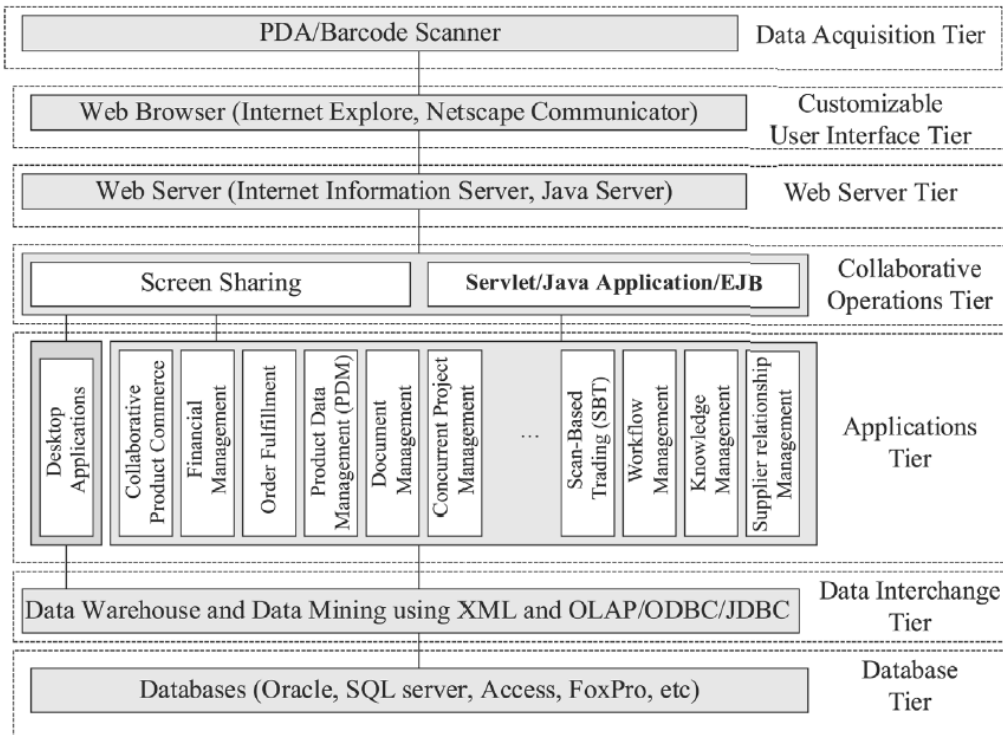 PDA/Barcode Scanner
Data Acquisition Tier
Web Browser (Internet Explore, Netscape Communicator)
Customizable
User Interface Tier
Web Server (Internet Information Server, Java Server)
Web Server Tier
Screen Sharing
Servlet/Java Application/EJB
Collaborative
Operations Tier
Desktop
Applications
Collaborative
Product Commerce
Financial
Management
Order Fulfillment
Product Data
Management (PDM)
Document
Management
Concurrent Project
Management
...
Scan-Based
Trading (SBT)
Workflow
Management
Knowledge
Management
Supplier relationship
Management
Applications
Tier
Data Warehouse and Data Mining using XML and OLAP/ODBC/JDBC
Data Interchange
Tier
Databases (Oracle, SQL server, Access, FoxPro, etc)
Database
Tier